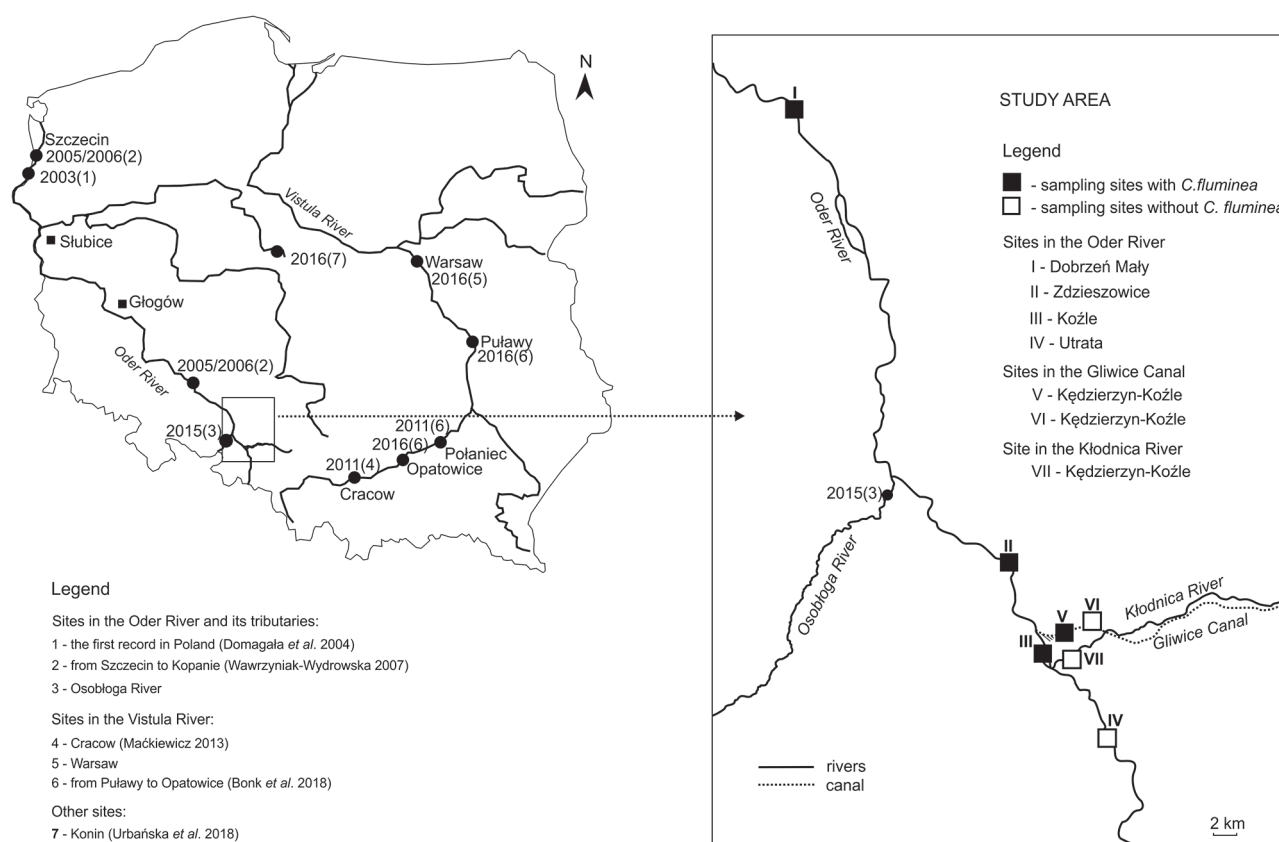 N
Szczecin
2005/2006(2)
2003(1)
Słubice
Głogów
Oder River
2005/2006(2)
2015(3)
Vistula River
2016(7)
Warsaw
2016(5)
Puławy
2016(6)
2011(6)
Połaniec
2016(6)
Opatowice
2011(4)
Cracow
Legend
Sites in the Oder River and its tributaries:
1 - the first record in Poland (Domagała et al. 2004)
2 - from Szczecin to Kopanie (Wawrzyniak-Wydrowska 2007)
3 - Osobłoga River
Sites in the Vistula River:
4 - Cracow (Maćkiewicz 2013)
5 - Warsaw
6 - from Puławy to Opatowice (Bonk et al. 2018)
Other sites:
7 - Konin (Urbańska et al. 2018)
I
Oder River
2015(3)
Osobłoga River
II
III
V
VI
VII
IV
Kłodnica River
Gliwice Canal
rivers
canal
2 km
STUDY AREA
Legend
- sampling sites with C.fluminea
- sampling sites without C. fluminea
Sites in the Oder River
I - Dobrzeń Mały
II - Zdzieszowice
III - Koźle
IV - Utrata
Sites in the Gliwice Canal
V - Kędzierzyn-Koźle
VI - Kędzierzyn-Koźle
Site in the Kłodnica River
VII - Kędzierzyn-Koźle